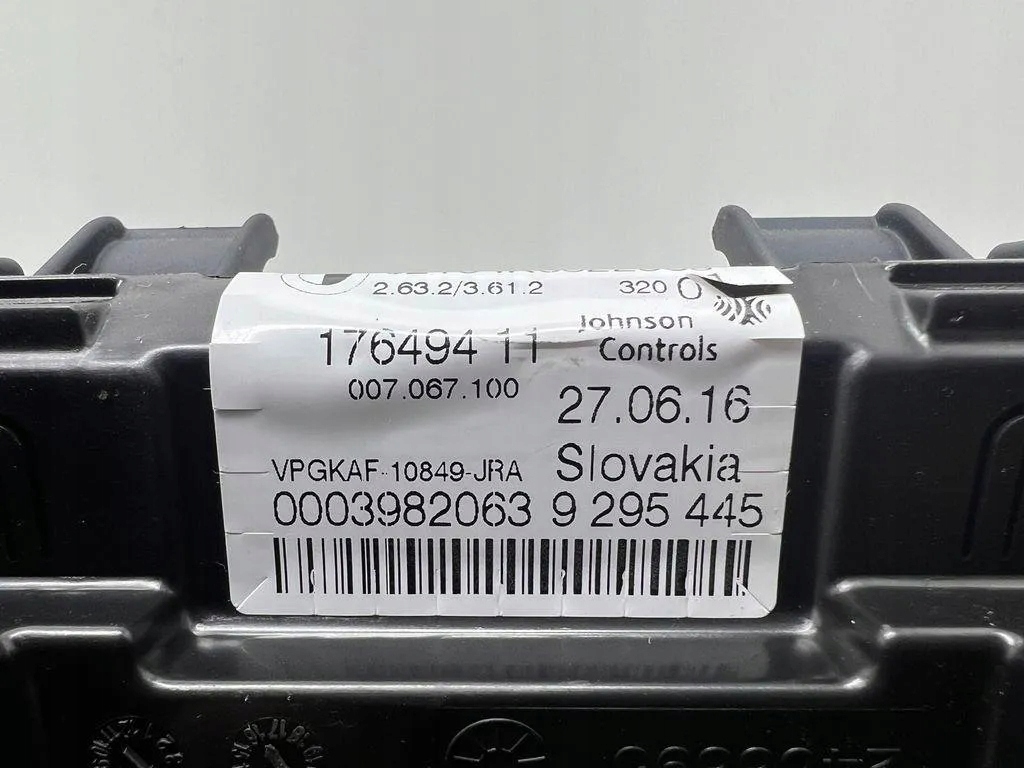 2.63.2/3.61.2 320 0
Johnson
176494 11 Controls
007.067.100
27.06.16
VPGKAF-10849-JRA Slovakia
0003982063 9 295 445